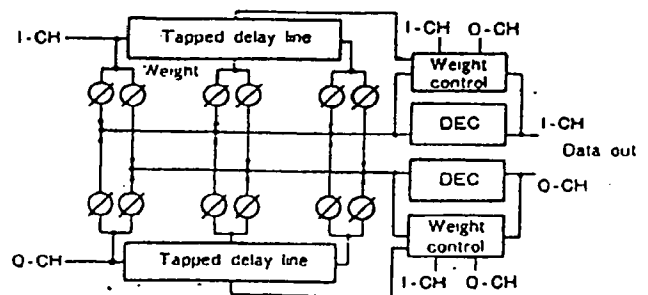 I-CH
Tapped delay line
I-CH
Q-CH
Weight
Weight
control
DEC
I-CH
Data out
DEC
Q-CH
Weight
control
Q-CH
Tapped delay line
I-CH
Q-CH